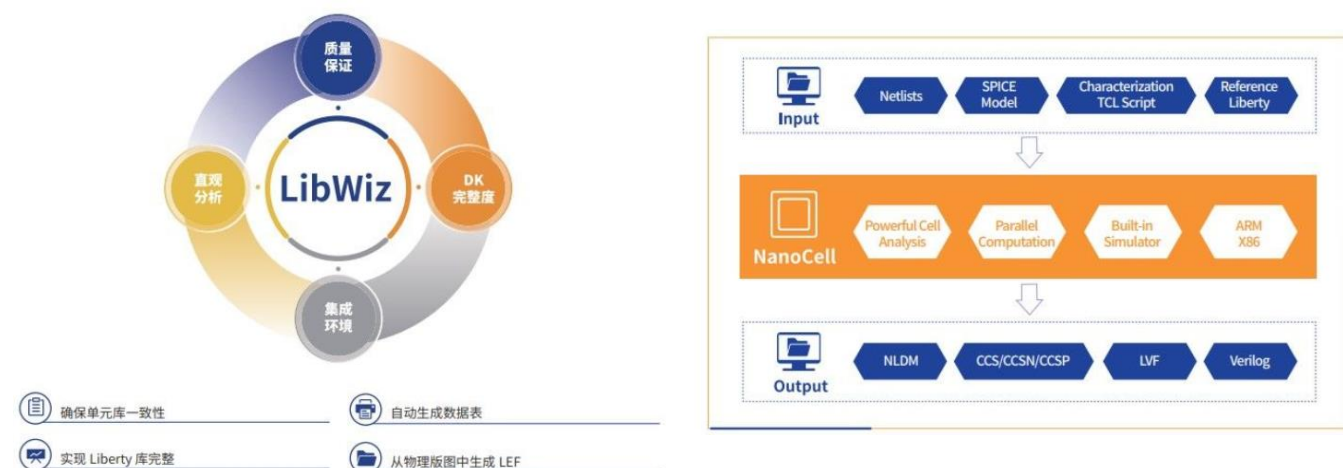 质量
保证
直观
分析
LibWiz
DK
完整度
集成
环境
确保单元库一致性
自动生成数据表
实现 Liberty 库完整
从物理版图中生成 LEF
Input
Netlists
SPICE
Model
Characterization
TCL Script
Reference
Liberty
NanoCell
Powerful Cell
Analysis
Parallel
Computation
Built-in
Simulator
ARM
X86
Output
NLDM
CCS/CCSN/CCSP
LVF
Verilog